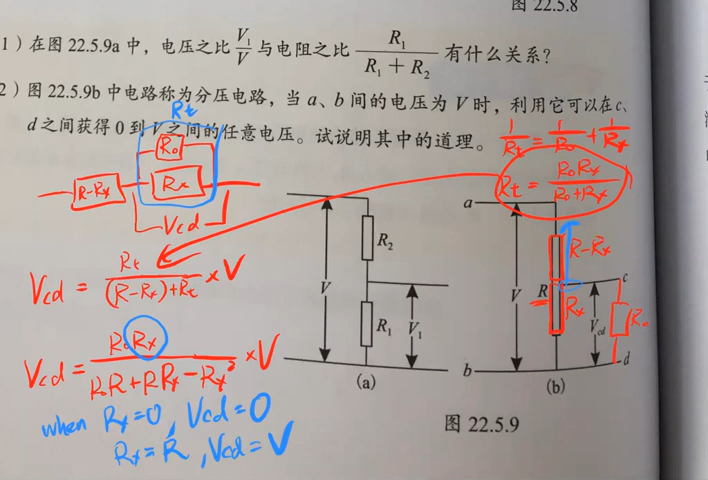 图 22.5.8
1）在图 22.5.9a 中，电压之比 V₁/V 与电阻之比 R₁/(R₁ + R₂) 有什么关系？
2）图 22.5.9b 中电路称为分压电路，当 a、b 间的电压为 V 时，利用它可以在 c、
d 之间获得 0 到 V 之间的任意电压。试说明其中的道理。
Rt
1/Rt = 1/R₀ + 1/Rx
R₀
R-Rx
Rx
Vcd
Rt = R₀Rx/(R₀+Rx)
Vcd = Rt/((R-Rx)+Rt) × V
Vcd = R₀Rx/(R₀R+RRx-Rx²) × V
when Rx=0, Vcd=0
Rx=R, Vcd=V
V
R₂
R₁
V₁
(a)
a
b
V
R
R-Rx
Rx
c
Vcd
R₀
d
(b)
图 22.5.9